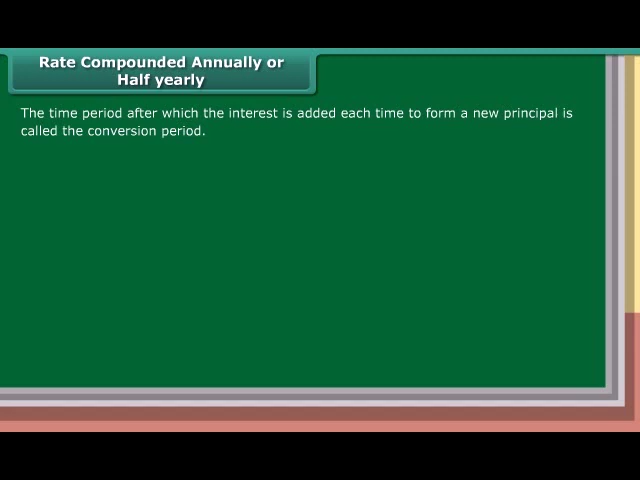 Rate Compounded Annually or
Half yearly
The time period after which the interest is added each time to form a new principal is
called the conversion period.